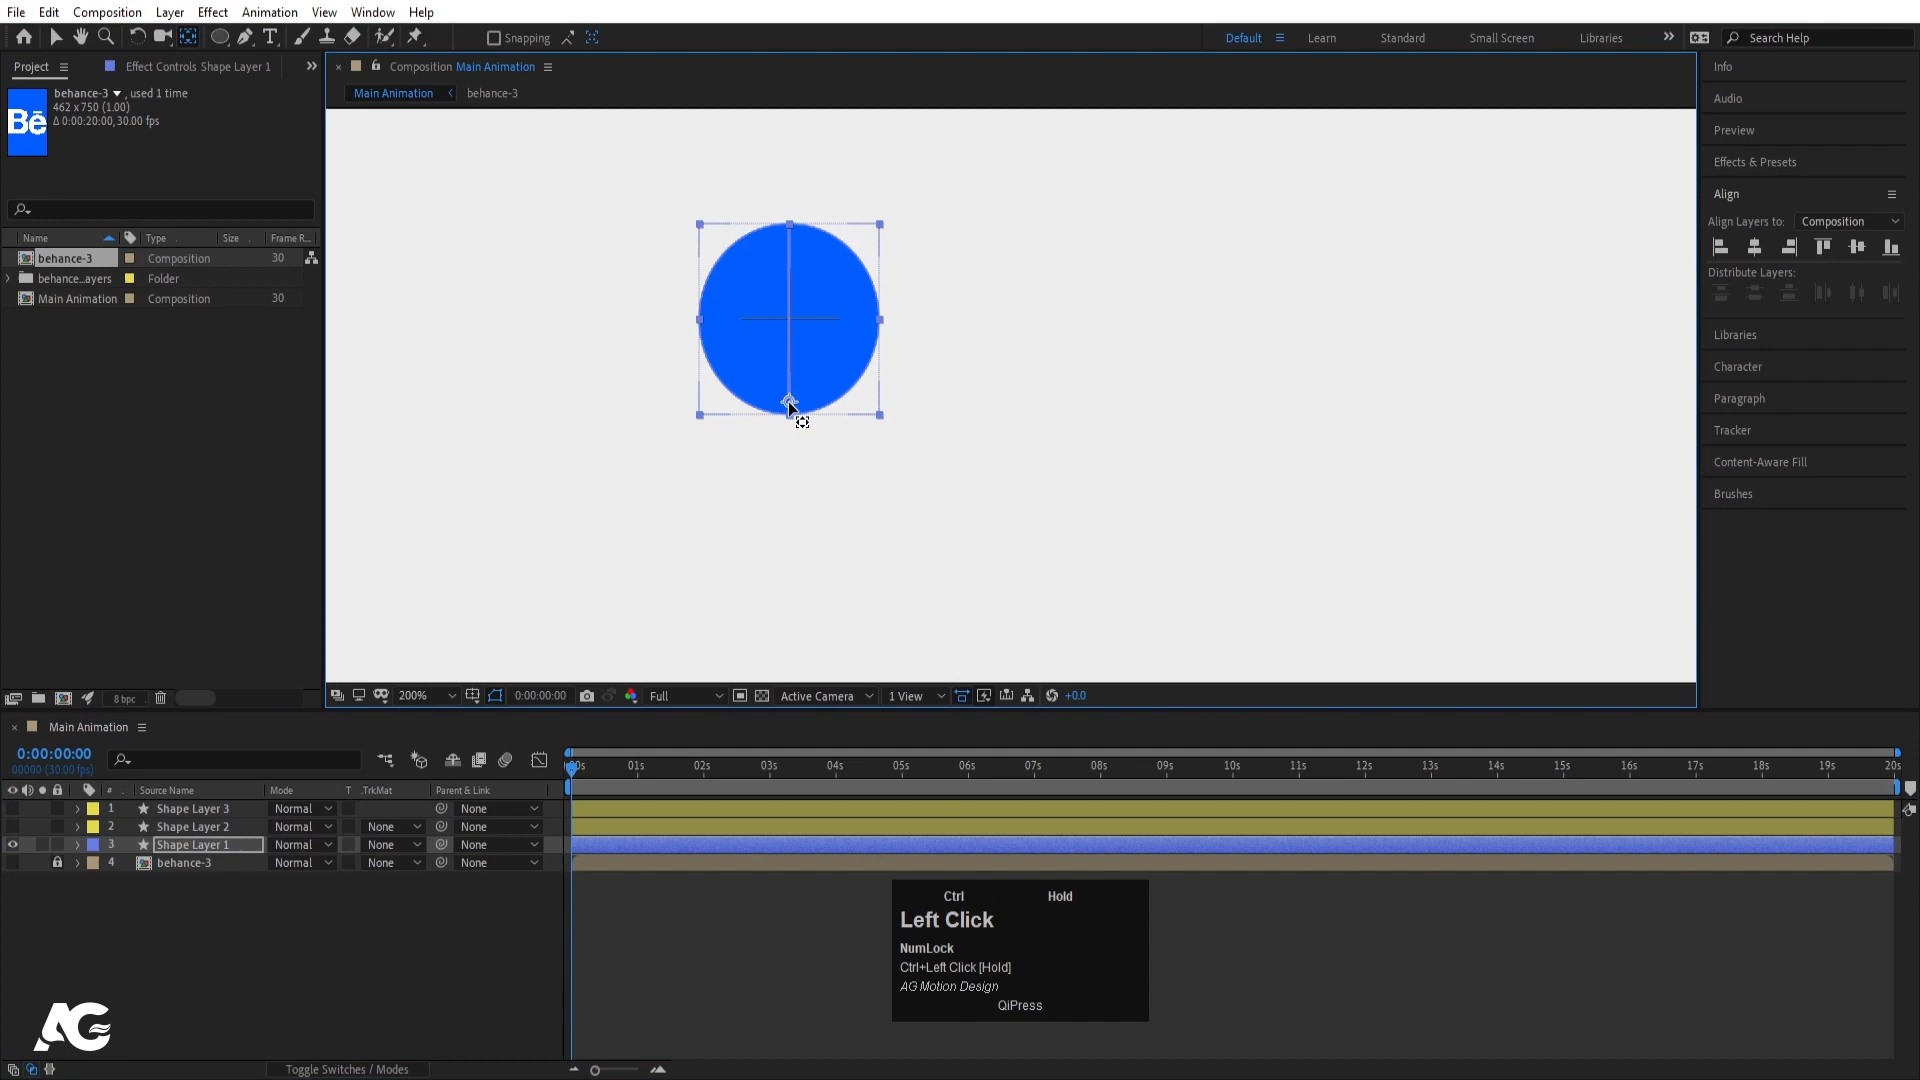 File Edit Composition Layer Effect Animation View Window Help
Snapping
Default Learn Standard Small Screen Libraries Search Help
Project Effect Controls Shape Layer 1
Composition Main Animation
Main Animation behance-3
behance-3 , used 1 time
462 x 750 (1.00)
Δ 0:00:20:00, 30.00 fps
Bē
Name Type Size Frame R...
behance-3 Composition 30
behance...ayers Folder
Main Animation Composition 30
Info
Audio
Preview
Effects & Presets
Align
Align Layers to: Composition
Distribute Layers:
Libraries
Character
Paragraph
Tracker
Content-Aware Fill
Brushes
8 bpc
200% 0:00:00:00 Full Active Camera 1 View +0.0
Main Animation
0:00:00:00
00000 (30.00 fps)
:00s 01s 02s 03s 04s 05s 06s 07s 08s 09s 10s 11s 12s 13s 14s 15s 16s 17s 18s 19s 20s
# Source Name Mode T .TrkMat Parent & Link
1 Shape Layer 3 Normal None
2 Shape Layer 2 Normal None None
3 Shape Layer 1 Normal None None
4 behance-3 Normal None None
Ctrl Hold
Left Click
NumLock
Ctrl+Left Click [Hold]
AG Motion Design
QiPress
AG
Toggle Switches / Modes